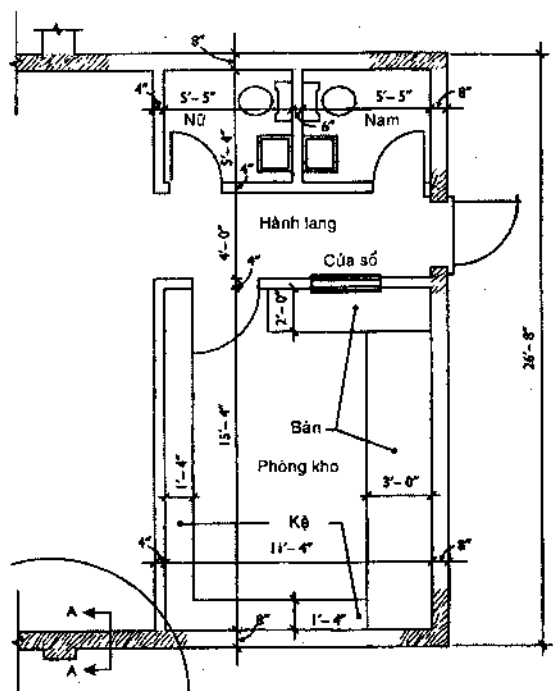 8"
4"
5'-5"
5'-5"
8"
Nữ
6"
Nam
5'-4"
4"
Hành lang
4'-0"
Cửa sổ
4"
2'-0"
26'-8"
Bàn
15'-4"
Phòng kho
1'-4"
3'-0"
Kệ
4"
11'-4"
8"
1'-4"
A
8"
A